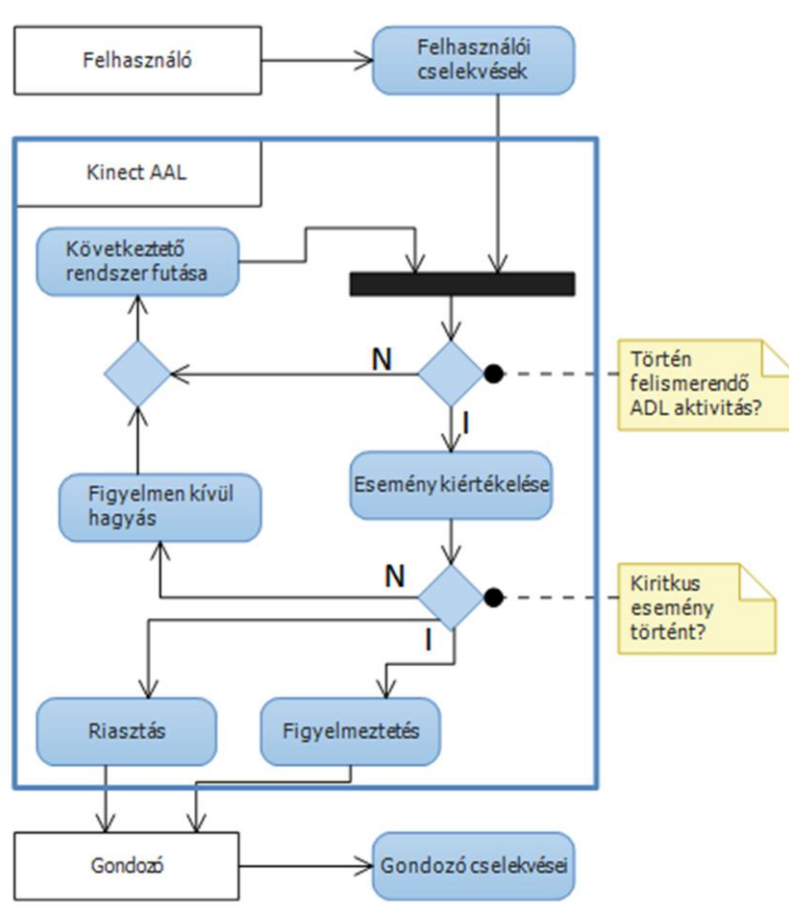 Felhasználó
Felhasználói
cselekvések
Kinect AAL
Következtető
rendszer futása
N
Történ
felismerendő
ADL aktivitás?
I
Esemény kiértékelése
Figyelmen kívül
hagyás
N
Kiritkus
esemény
történt?
I
Riasztás
Figyelmeztetés
Gondozó
Gondozó cselekvései